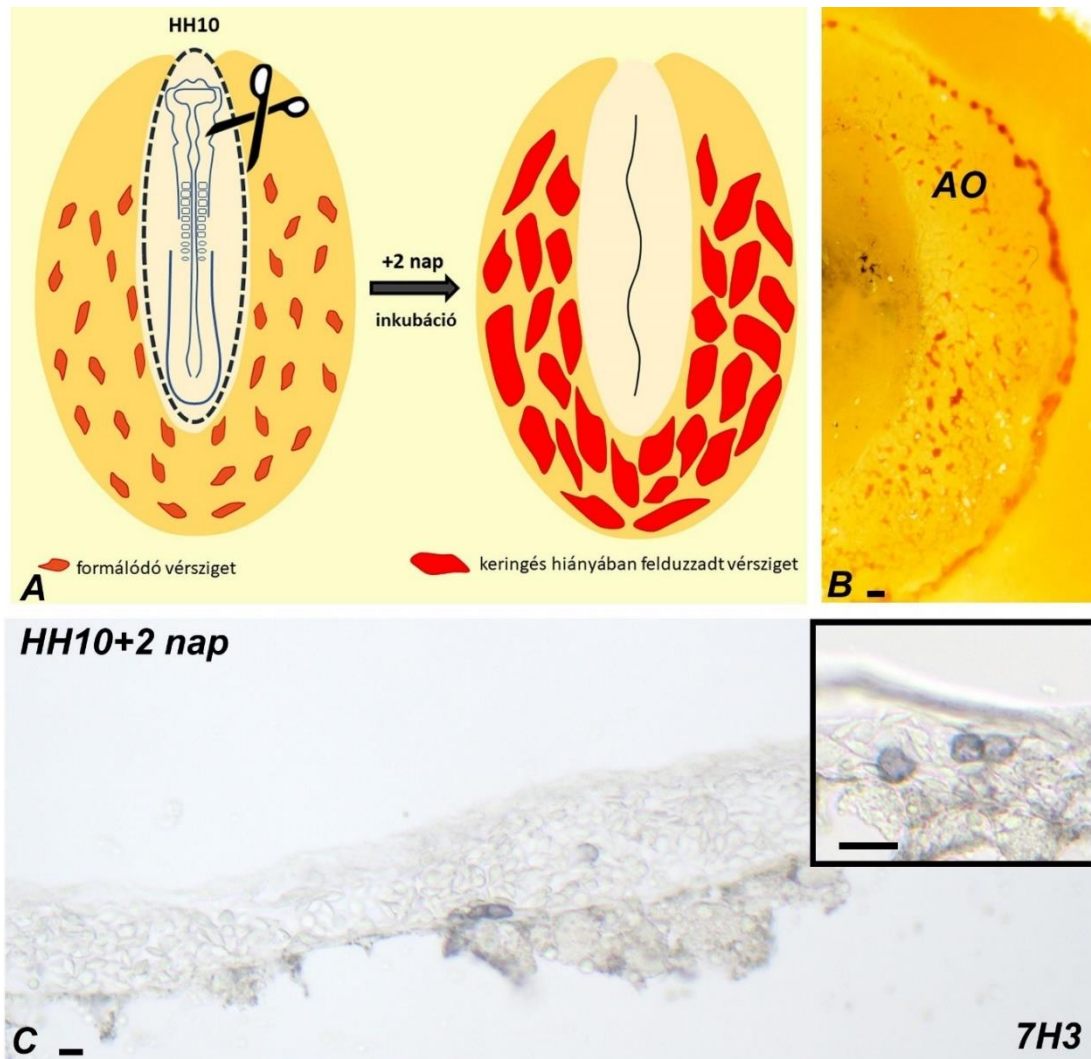 HH10
+2 nap
inkubáció
formálódó vérsziget
keringés hiányában felduzzadt vérsziget
A
AO
B
HH10+2 nap
C
7H3